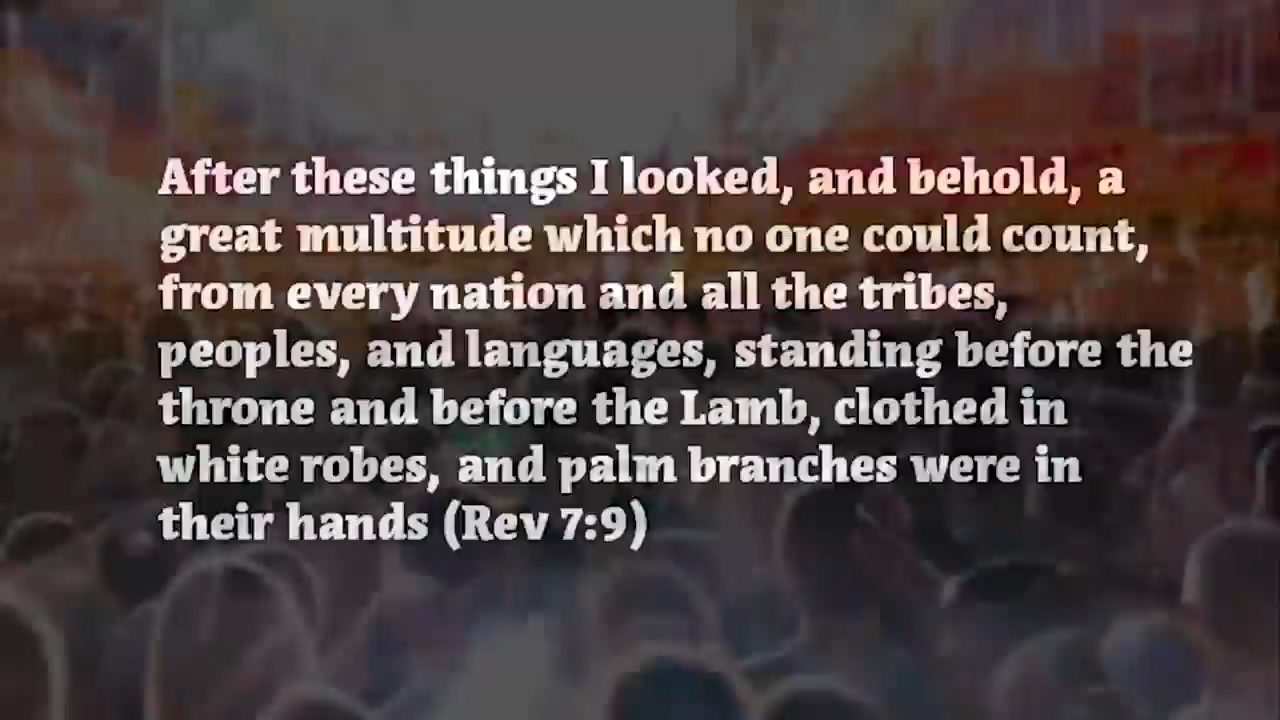 After these things I looked, and behold, a
great multitude which no one could count,
from every nation and all the tribes,
peoples, and languages, standing before the
throne and before the Lamb, clothed in
white robes, and palm branches were in
their hands (Rev 7:9)